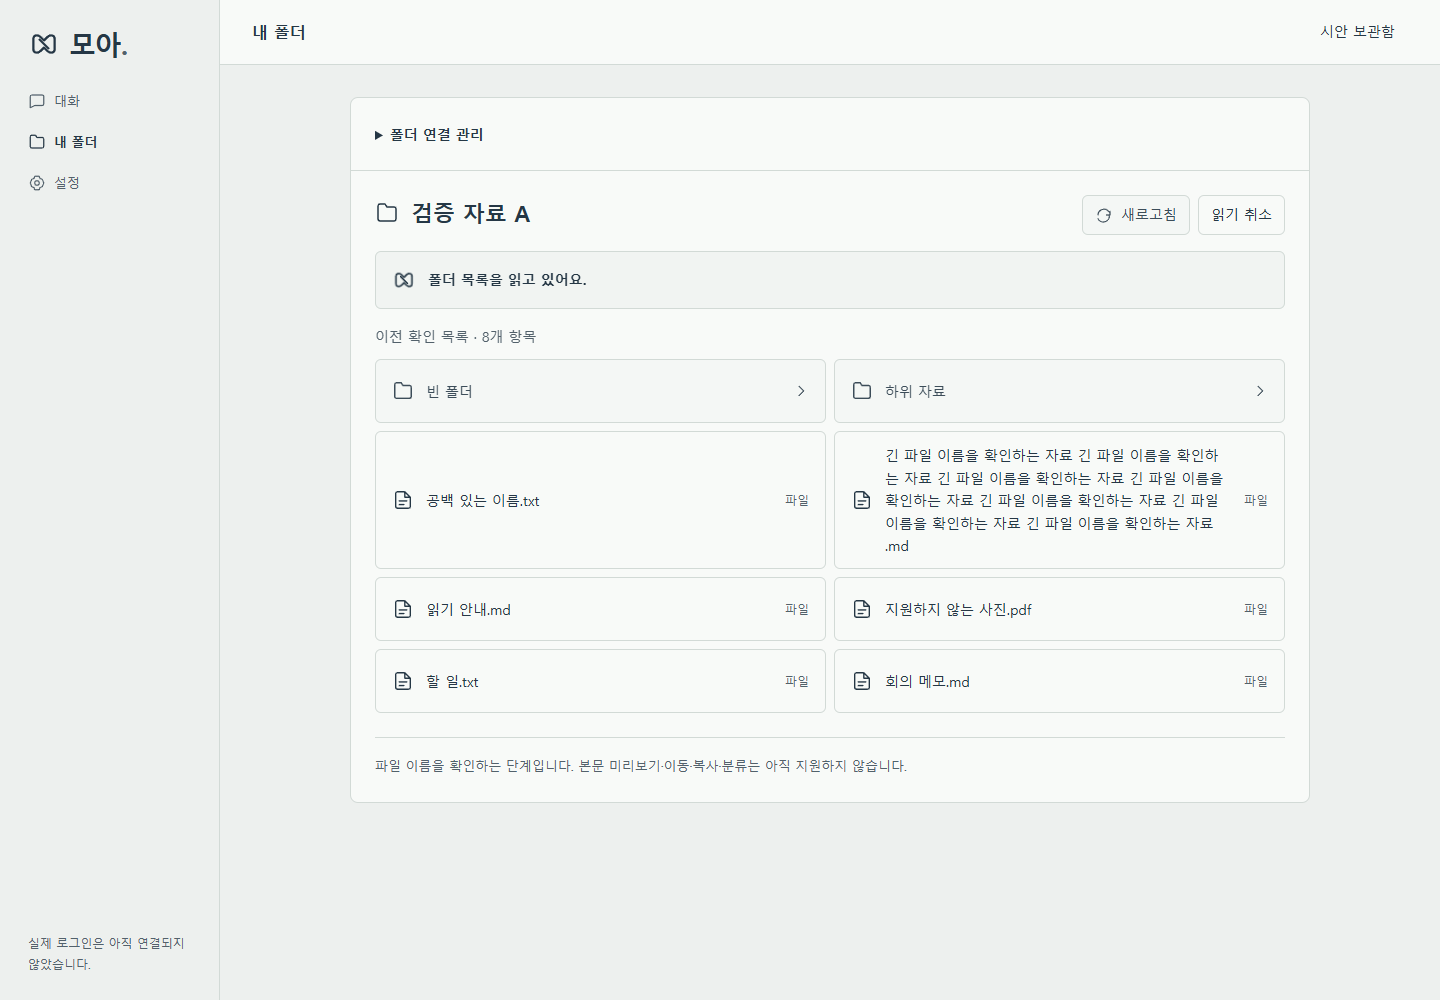 모아.
대화
내 폴더
설정
실제 로그인은 아직 연결되지
않았습니다.
내 폴더
시안 보관함
▶ 폴더 연결 관리
검증 자료 A
새로고침
읽기 취소
폴더 목록을 읽고 있어요.
이전 확인 목록 · 8개 항목
빈 폴더
하위 자료
공백 있는 이름.txt
파일
긴 파일 이름을 확인하는 자료 긴 파일 이름을 확인하
는 자료 긴 파일 이름을 확인하는 자료 긴 파일 이름을
확인하는 자료 긴 파일 이름을 확인하는 자료 긴 파일
이름을 확인하는 자료 긴 파일 이름을 확인하는 자료
.md
파일
읽기 안내.md
파일
지원하지 않는 사진.pdf
파일
할 일.txt
파일
회의 메모.md
파일
파일 이름을 확인하는 단계입니다. 본문 미리보기·이동·복사·분류는 아직 지원하지 않습니다.